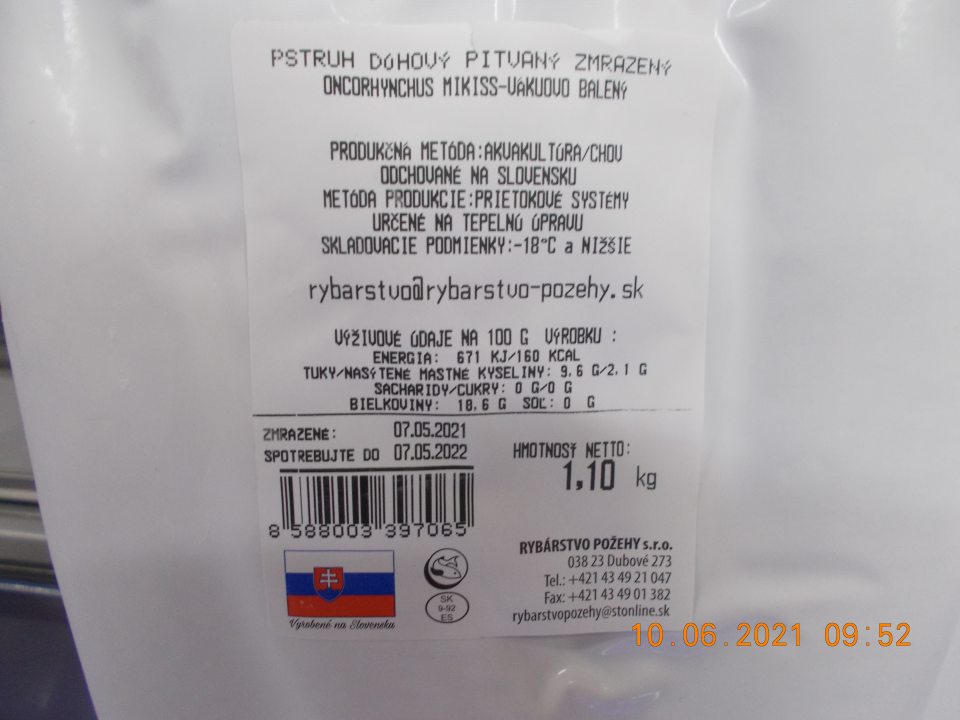 PSTRUH DÚHOVÝ PITVANÝ ZMRAZENÝ
ONCORHYNCHUS MIKISS-VÁKUOVO BALENÝ
PRODUKČNÁ METÓDA:AKVAKULTÚRA/CHOV
ODCHOVANÉ NA SLOVENSKU
METÓDA PRODUKCIE:PRIETOKOVÉ SYSTÉMY
URČENÉ NA TEPELNÚ ÚPRAVU
SKLADOVACIE PODMIENKY:-18°C a NIŽŠIE
rybarstvo@rybarstvo-pozehy.sk
VÝŽIVOVÉ ÚDAJE NA 100 G VÝROBKU :
ENERGIA: 671 KJ/160 KCAL
TUKY/NASÝTENÉ MASTNÉ KYSELINY: 9,6 G/2,1 G
SACHARIDY/CUKRY: 0 G/0 G
BIELKOVINY: 18,6 G SOĽ: 0 G
ZMRAZENÉ: 07.05.2021
SPOTREBUJTE DO 07.05.2022
HMOTNOSŤ NETTO:
1,10 kg
8 588003 397065
Vyrobené na Slovensku
SK
9-92
ES
RYBÁRSTVO POŽEHY s.r.o.
038 23 Dubové 273
Tel.: +421 43 49 21 047
Fax: +421 43 49 01 382
rybarstvopozehy@stonline.sk
10.06.2021 09:52